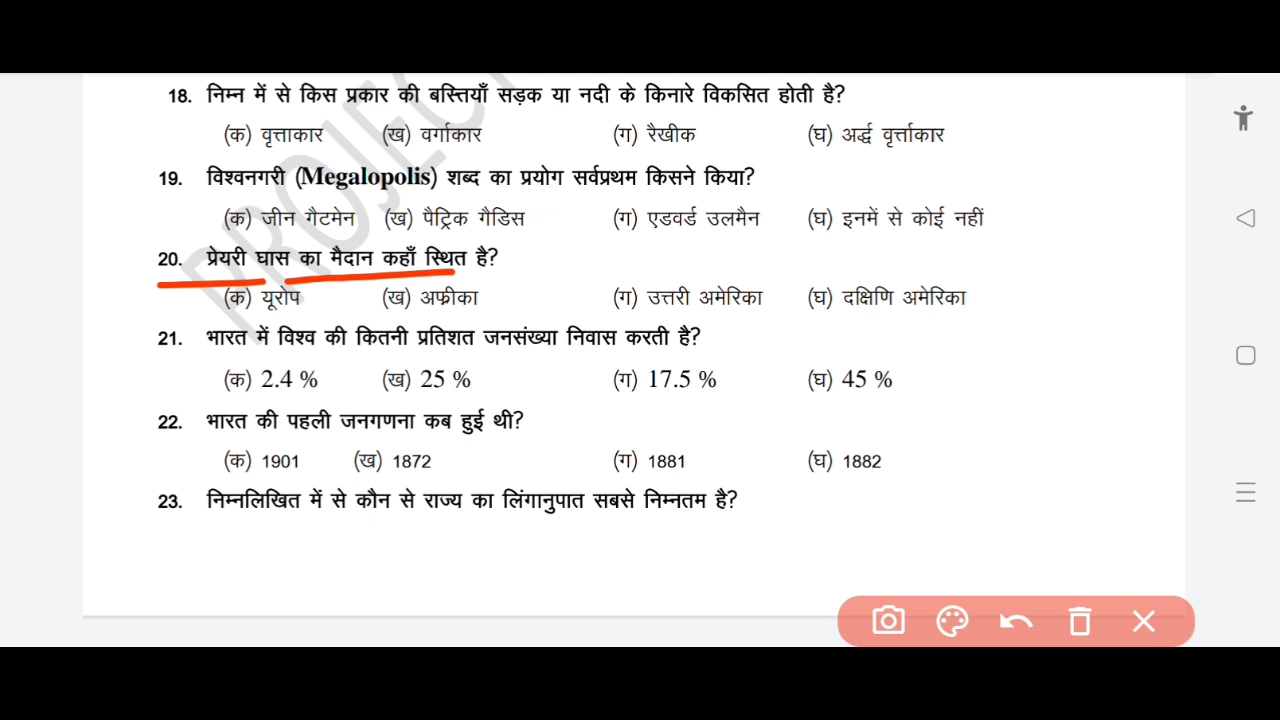 18. निम्न में से किस प्रकार की बस्तियाँ सड़क या नदी के किनारे विकसित होती है?
(क) वृत्ताकार (ख) वर्गाकार (ग) रैखीक (घ) अर्द्ध वृर्त्ताकार
19. विश्वनगरी (Megalopolis) शब्द का प्रयोग सर्वप्रथम किसने किया?
(क) जीन गैटमेन (ख) पैट्रिक गैडिस (ग) एडवर्ड उलमैन (घ) इनमें से कोई नहीं
20. प्रेयरी घास का मैदान कहाँ स्थित है?
(क) यूरोप (ख) अफ्रीका (ग) उत्तरी अमेरिका (घ) दक्षिणि अमेरिका
21. भारत में विश्व की कितनी प्रतिशत जनसंख्या निवास करती है?
(क) 2.4 % (ख) 25 % (ग) 17.5 % (घ) 45 %
22. भारत की पहली जनगणना कब हुई थी?
(क) 1901 (ख) 1872 (ग) 1881 (घ) 1882
23. निम्नलिखित में से कौन से राज्य का लिंगानुपात सबसे निम्नतम है?
PROJECT